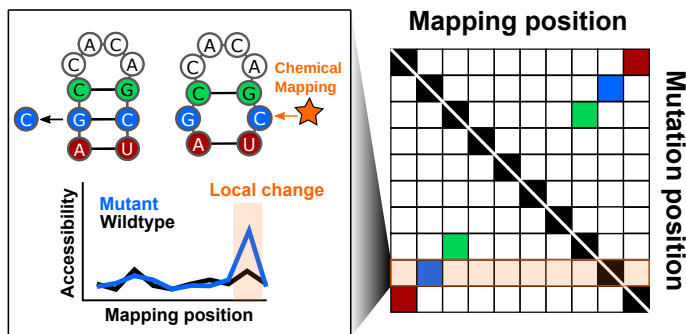 A C
C A
C G
C G C
A U
A C
C A
C G
G C
A U
Chemical
Mapping
Local change
Mutant
Wildtype
Accessibility
Mapping position
Mapping position
Mutation position